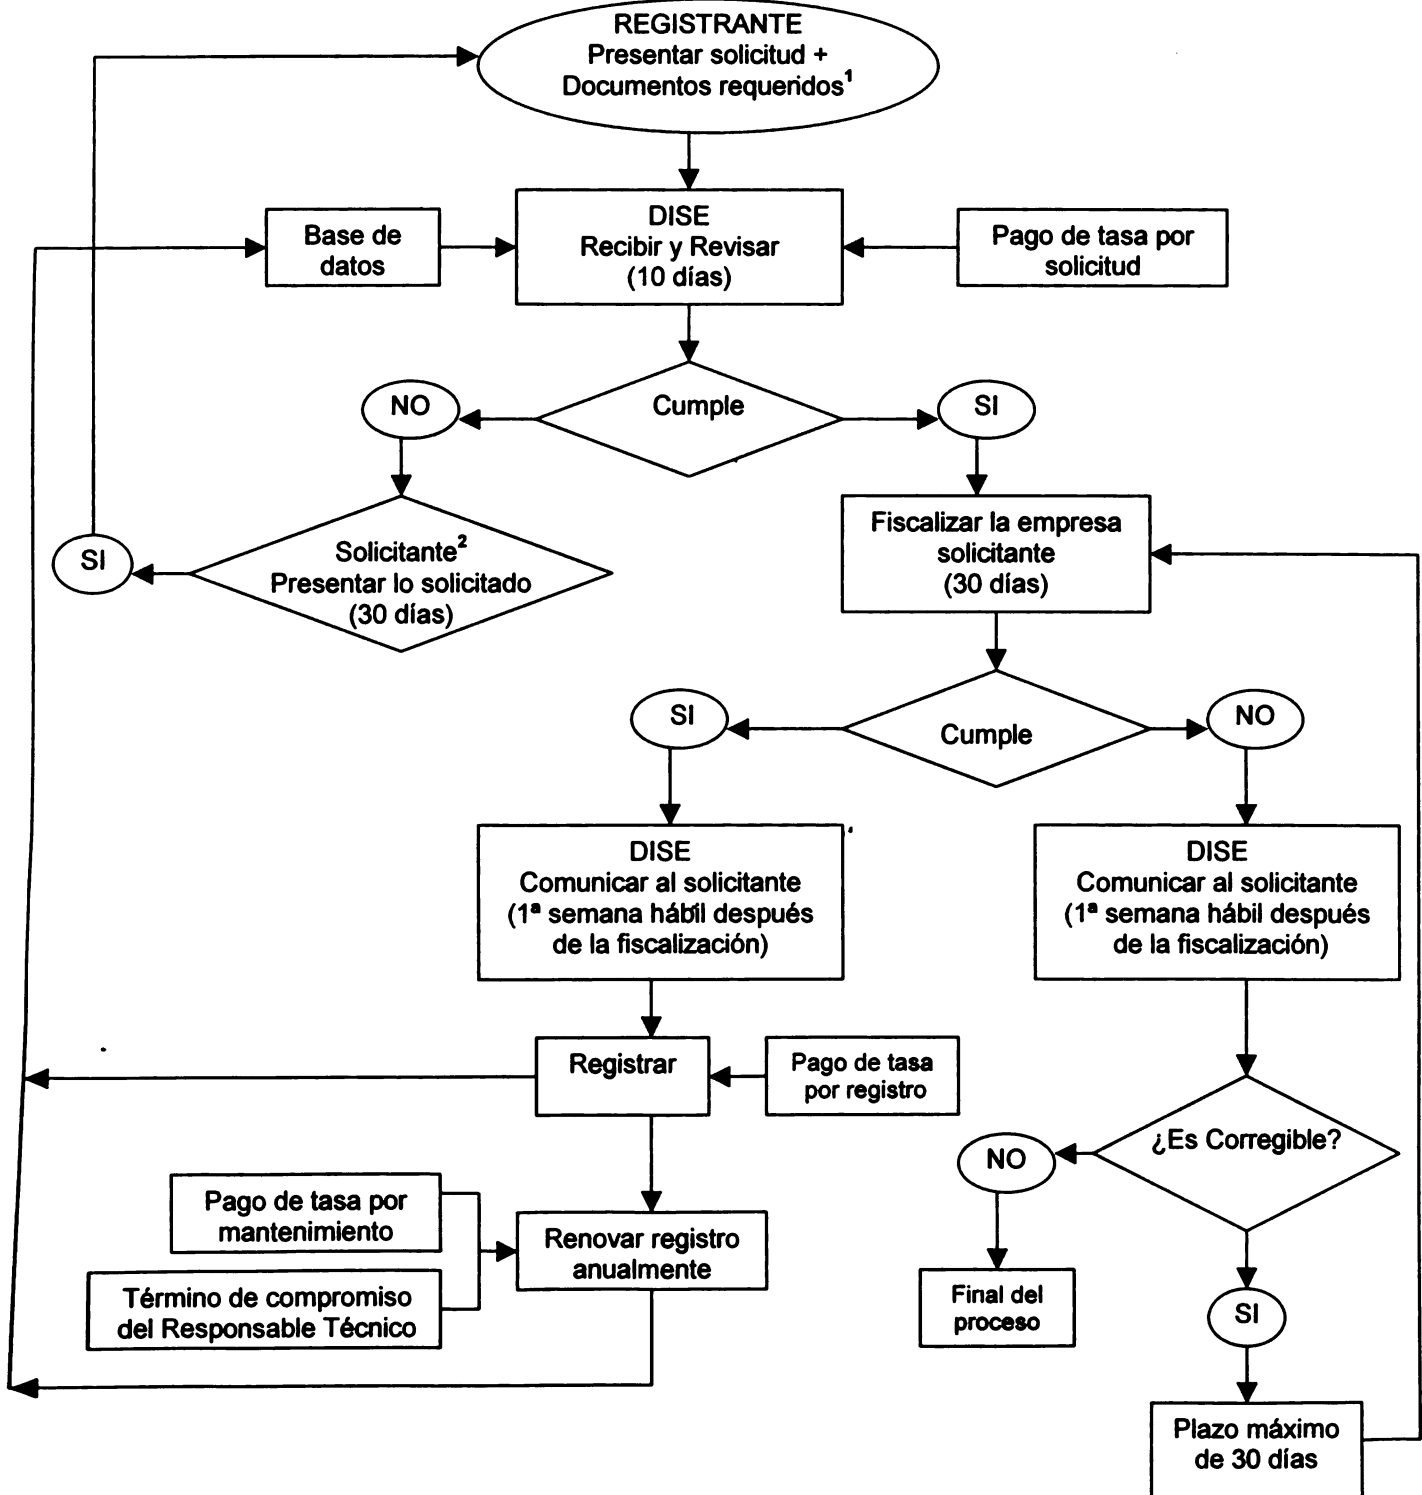 REGISTRANTE
Presentar solicitud +
Documentos requeridos¹
Base de
datos
DISE
Recibir y Revisar
(10 días)
Pago de tasa por
solicitud
NO
Cumple
SI
SI
Solicitante²
Presentar lo solicitado
(30 días)
Fiscalizar la empresa
solicitante
(30 días)
SI
Cumple
NO
DISE
Comunicar al solicitante
(1ª semana hábil después
de la fiscalización)
DISE
Comunicar al solicitante
(1ª semana hábil después
de la fiscalización)
Registrar
Pago de tasa
por registro
¿Es Corregible?
NO
Pago de tasa por
mantenimiento
Renovar registro
anualmente
Término de compromiso
del Responsable Técnico
Final del
proceso
SI
Plazo máximo
de 30 días